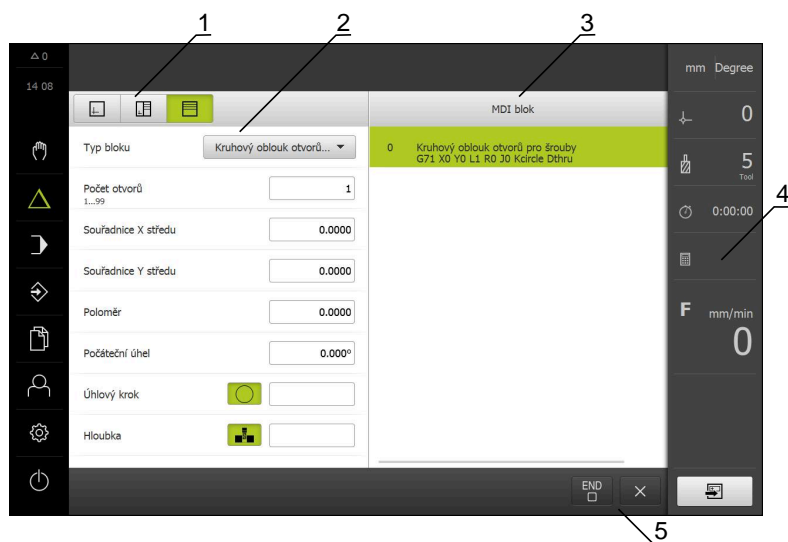 1
2
3
△ 0
14 08
mm Degree
MDI blok
0
Typ bloku
Kruhový oblouk otvorů...
0 Kruhový oblouk otvorů pro šrouby
G71 X0 Y0 L1 R0 J0 Kcircle Dthru
5
Tool
Počet otvorů
1...99
1
4
0:00:00
Souřadnice X středu
0.0000
Souřadnice Y středu
0.0000
Poloměr
0.0000
F mm/min
0
Počáteční úhel
0.000°
Úhlový krok
Hloubka
END
5